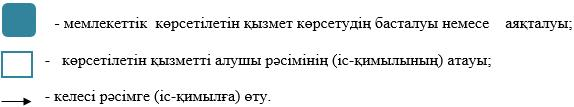 - мемлекеттік көрсетілетін қызмет көрсетудің басталуы немесе аяқталуы;
- көрсетілетін қызметті алушы рәсімінің (іс-қимылының) атауы;
- келесі рәсімге (іс-қимылға) өту.